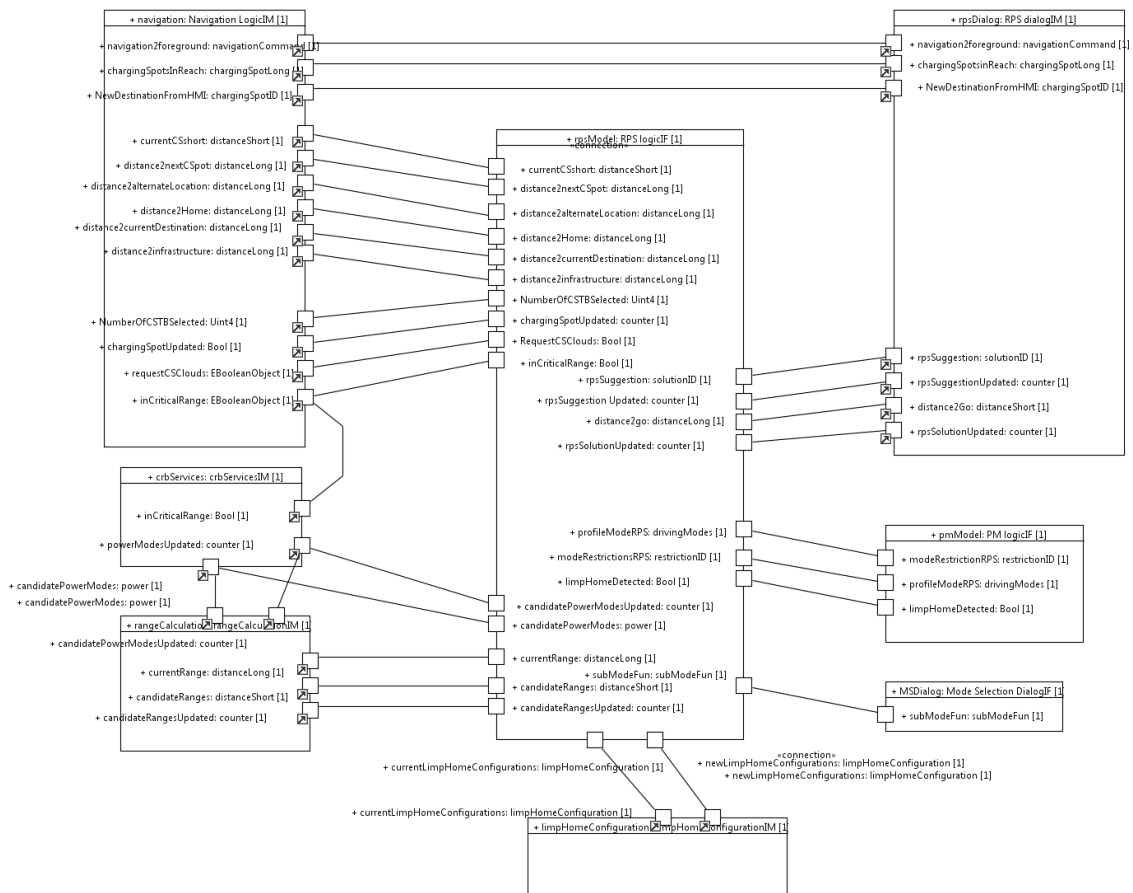 + navigation: Navigation LogicIM [1]
+ navigation2foreground: navigationCommand [1]
+ chargingSpotsInReach: chargingSpotLong [1]
+ NewDestinationFromHMI: chargingSpotID [1]
+ currentCSshort: distanceShort [1]
+ distance2nextCSpot: distanceLong [1]
+ distance2alternateLocation: distanceLong [1]
+ distance2Home: distanceLong [1]
+ distance2currentDestination: distanceLong [1]
+ distance2infrastructure: distanceLong [1]
+ NumberOfCSTBSelected: Uint4 [1]
+ chargingSpotUpdated: Bool [1]
+ requestCSClouds: EBooleanObject [1]
+ inCriticalRange: EBooleanObject [1]
+ rpsDialog: RPS dialogIM [1]
+ navigation2foreground: navigationCommand [1]
+ chargingSpotsinReach: chargingSpotLong [1]
+ NewDestinationFromHMI: chargingSpotID [1]
+ rpsSuggestion: solutionID [1]
+ rpsSuggestionUpdated: counter [1]
+ distance2Go: distanceShort [1]
+ rpsSolutionUpdated: counter [1]
+ rpsModel: RPS logicIF [1]
«connection»
+ currentCSshort: distanceShort [1]
+ distance2nextCSpot: distanceLong [1]
+ distance2alternateLocation: distanceLong [1]
+ distance2Home: distanceLong [1]
+ distance2currentDestination: distanceLong [1]
+ distance2infrastructure: distanceLong [1]
+ NumberOfCSTBSelected: Uint4 [1]
+ chargingSpotUpdated: counter [1]
+ RequestCSClouds: Bool [1]
+ inCriticalRange: Bool [1]
+ rpsSuggestion: solutionID [1]
+ rpsSuggestion Updated: counter [1]
+ distance2go: distanceLong [1]
+ rpsSolutionUpdated: counter [1]
+ profileModeRPS: drivingModes [1]
+ modeRestrictionsRPS: restrictionID [1]
+ limpHomeDetected: Bool [1]
+ candidatePowerModesUpdated: counter [1]
+ candidatePowerModes: power [1]
+ currentRange: distanceLong [1]
+ subModeFun: subModeFun [1]
+ candidateRanges: distanceShort [1]
+ candidateRangesUpdated: counter [1]
+ crbServices: crbServicesIM [1]
+ inCriticalRange: Bool [1]
+ powerModesUpdated: counter [1]
+ candidatePowerModes: power [1]
+ candidatePowerModes: power [1]
+ rangeCalculation: rangeCalculationIM [1]
+ candidatePowerModesUpdated: counter [1]
+ currentRange: distanceLong [1]
+ candidateRanges: distanceShort [1]
+ candidateRangesUpdated: counter [1]
+ pmModel: PM logicIF [1]
+ modeRestrictionRPS: restrictionID [1]
+ profileModeRPS: drivingModes [1]
+ limpHomeDetected: Bool [1]
+ MSDialog: Mode Selection DialogIF [1]
+ subModeFun: subModeFun [1]
«connection»
+ currentLimpHomeConfigurations: limpHomeConfiguration [1]
+ newLimpHomeConfigurations: limpHomeConfiguration [1]
+ newLimpHomeConfigurations: limpHomeConfiguration [1]
+ currentLimpHomeConfigurations: limpHomeConfiguration [1]
+ limpHomeConfiguration: limpHomeConfigurationIM [1]